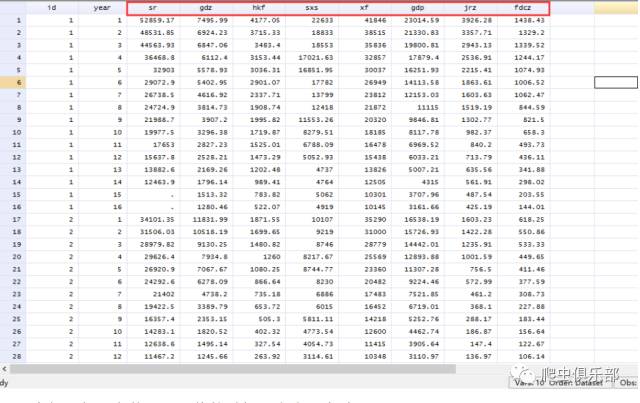 id year sr gdz hkf sxs xf gdp jrz fdcz
1 1 1 52859.17 7495.99 4177.05 22633 41846 23014.59 3926.28 1438.43
2 1 2 48531.85 6924.23 3715.33 18833 38515 21330.83 3357.71 1329.2
3 1 3 44563.93 6847.06 3483.4 18553 35836 19800.81 2943.13 1339.52
4 1 4 36468.8 6112.4 3153.44 17021.63 32857 17879.4 2536.91 1244.17
5 1 5 32903 5578.93 3036.31 16851.95 30037 16251.93 2215.41 1074.93
6 1 6 29072.9 5402.95 2901.07 17782 26949 14113.58 1863.61 1006.52
7 1 7 26738.5 4616.92 2337.71 13799 23812 12153.03 1603.63 1062.47
8 1 8 24724.9 3814.73 1908.74 12418 21872 11115 1519.19 844.59
9 1 9 21988.7 3907.2 1995.82 11553.26 20320 9846.81 1302.77 821.5
10 1 10 19977.5 3296.38 1719.87 8279.51 18185 8117.78 982.37 658.3
11 1 11 17653 2827.23 1525.01 6788.09 16478 6969.52 840.2 493.73
12 1 12 15637.8 2528.21 1473.29 5052.93 15438 6033.21 713.79 436.11
13 1 13 13882.6 2169.26 1202.48 4737 13826 5007.21 635.56 341.88
14 1 14 12463.9 1796.14 989.41 4764 12505 4315 561.91 298.02
15 1 15 . 1513.32 783.82 5062 10301 3707.96 487.54 203.55
16 1 16 . 1280.46 522.07 4919 10145 3161.66 425.19 144.01
17 2 1 34101.35 11831.99 1871.55 10107 35290 16538.19 1603.23 618.25
18 2 2 31506.03 10518.19 1699.65 9219 31000 15726.93 1422.28 550.86
19 2 3 28979.82 9130.25 1480.82 8746 28779 14442.01 1235.91 533.33
20 2 4 29626.4 7934.8 1260 8217.67 25569 12893.88 1001.59 449.65
21 2 5 26920.9 7067.67 1080.25 8744.77 23360 11307.28 756.5 411.46
22 2 6 24292.6 6278.09 866.64 8230 20482 9224.46 572.99 377.59
23 2 7 21402 4738.2 735.18 6886 17483 7521.85 461.2 308.73
24 2 8 19422.5 3389.79 653.72 6015 16452 6719.01 368.1 227.88
25 2 9 16357.4 2353.15 505.3 5811.11 14218 5252.76 288.17 183.44
26 2 10 14283.1 1820.52 402.32 4773.54 12600 4462.74 186.87 156.64
27 2 11 12638.6 1495.14 327.54 4054.73 11415 3905.64 147.4 122.67
28 2 12 11467.2 1245.66 263.92 3114.61 10348 3110.97 136.97 106.14
dy Vars: 10 Order: Dataset Obs:
爬虫俱乐部